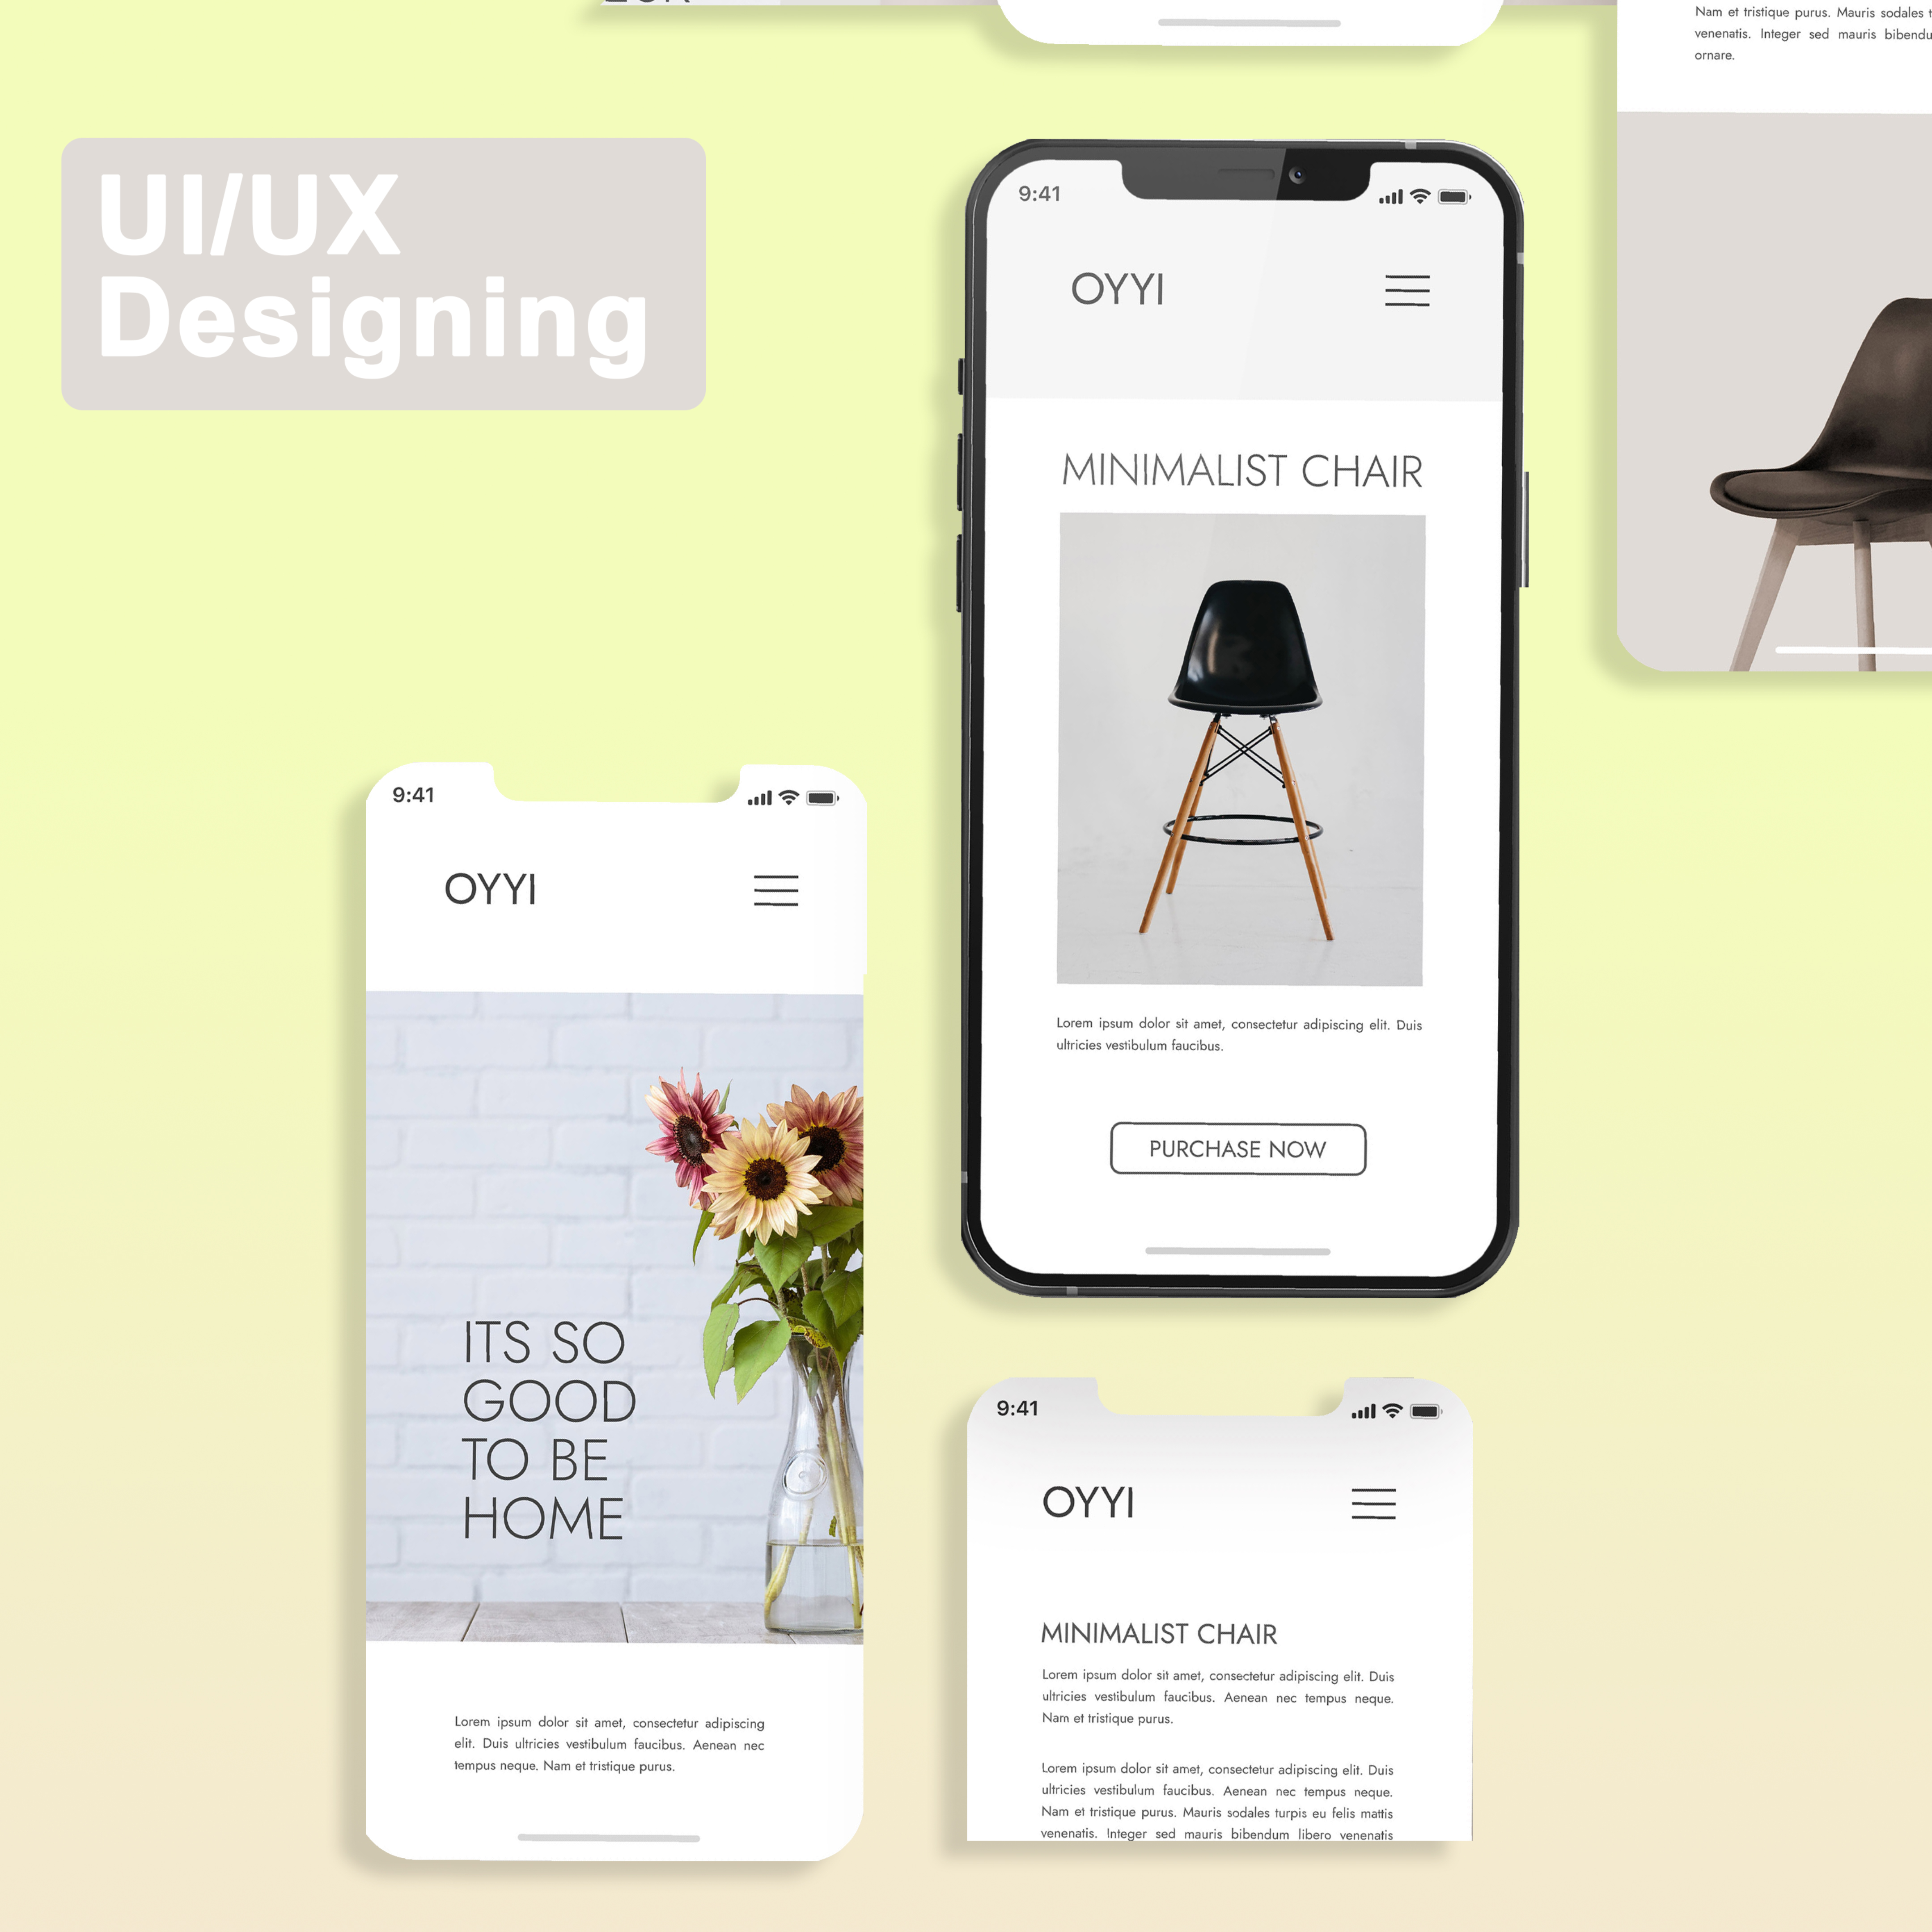 Nam et tristique purus. Mauris sodales
venenatis. Integer sed mauris
ornare.
UI/UX
Designing
9:41
OYYI
MINIMALIST CHAIR
Lorem ipsum dolor sit amet, consectetur adipiscing elit. Duis
ultricies vestibulum faucibus.
PURCHASE NOW
9:41
OYYI
ITS SO
GOOD
TO BE
HOME
Lorem ipsum dolor sit amet, consectetur adipiscing
elit. Duis ultricies vestibulum faucibus. Aenean nec
tempus neque. Nam et tristique purus.
9:41
OYYI
MINIMALIST CHAIR
Lorem ipsum dolor sit amet, consectetur adipiscing elit. Duis
ultricies vestibulum faucibus. Aenean nec tempus neque.
Nam et tristique purus.
Lorem ipsum dolor sit amet, consectetur adipiscing elit. Duis
ultricies vestibulum faucibus. Aenean nec tempus neque.
Nam et tristique purus. Mauris sodales turpis eu felis mattis
venenatis. Integer sed mauris bibendum libero venenatis